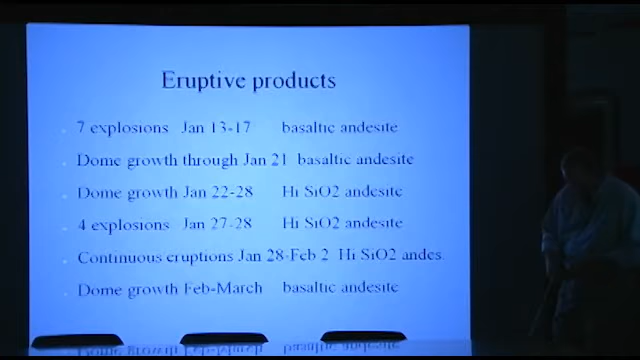 Eruptive products
7 explosions Jan 13-17 basaltic andesite
Dome growth through Jan 21 basaltic andesite
Dome growth Jan 22-28 Hi SiO2 andesite
4 explosions Jan 27-28 Hi SiO2 andesite
Continuous eruptions Jan 28-Feb 2 Hi SiO2 andes.
Dome growth Feb-March basaltic andesite